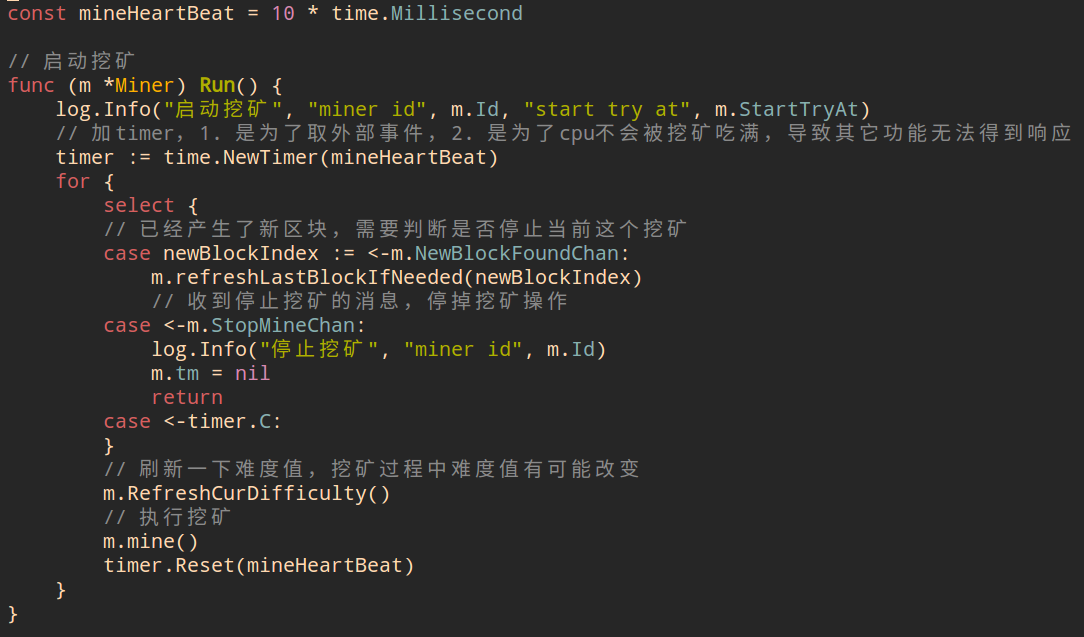 const mineHeartBeat = 10 * time.Millisecond

// 启动挖矿
func (m *Miner) Run() {
    log.Info("启动挖矿", "miner id", m.Id, "start try at", m.StartTryAt)
    // 加timer，1. 是为了取外部事件，2. 是为了cpu不会被挖矿吃满，导致其它功能无法得到响应
    timer := time.NewTimer(mineHeartBeat)
    for {
        select {
        // 已经产生了新区块，需要判断是否停止当前这个挖矿
        case newBlockIndex := <-m.NewBlockFoundChan:
            m.refreshLastBlockIfNeeded(newBlockIndex)
            // 收到停止挖矿的消息，停掉挖矿操作
        case <-m.StopMineChan:
            log.Info("停止挖矿", "miner id", m.Id)
            m.tm = nil
            return
        case <-timer.C:
        }
        // 刷新一下难度值，挖矿过程中难度值有可能改变
        m.RefreshCurDifficulty()
        // 执行挖矿
        m.mine()
        timer.Reset(mineHeartBeat)
    }
}